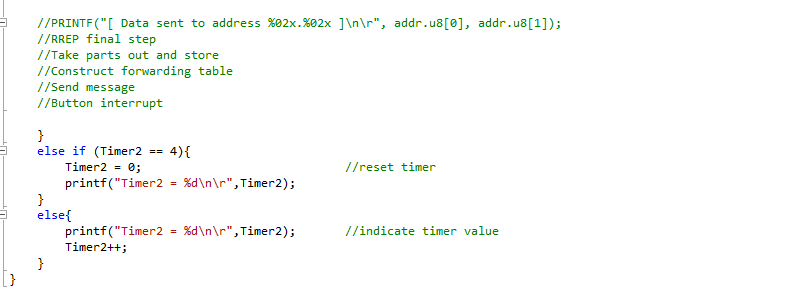 //PRINTF("[ Data sent to address %02x.%02x ]\n\r", addr.u8[0], addr.u8[1]);
//RREP final step
//Take parts out and store
//Construct forwarding table
//Send message
//Button interrupt
}
else if (Timer2 == 4){
Timer2 = 0; //reset timer
printf("Timer2 = %d\n\r",Timer2);
}
else{
printf("Timer2 = %d\n\r",Timer2); //indicate timer value
Timer2++;
}
}